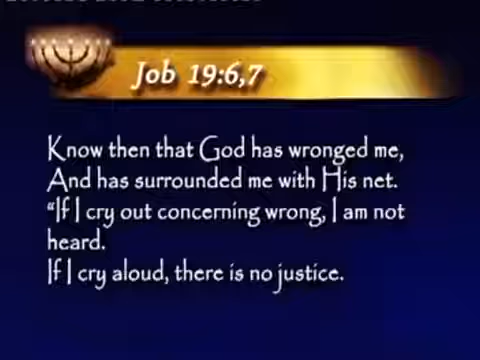 Job 19:6,7
Know then that God has wronged me,
And has surrounded me with His net.
“If I cry out concerning wrong, I am not
heard.
If I cry aloud, there is no justice.